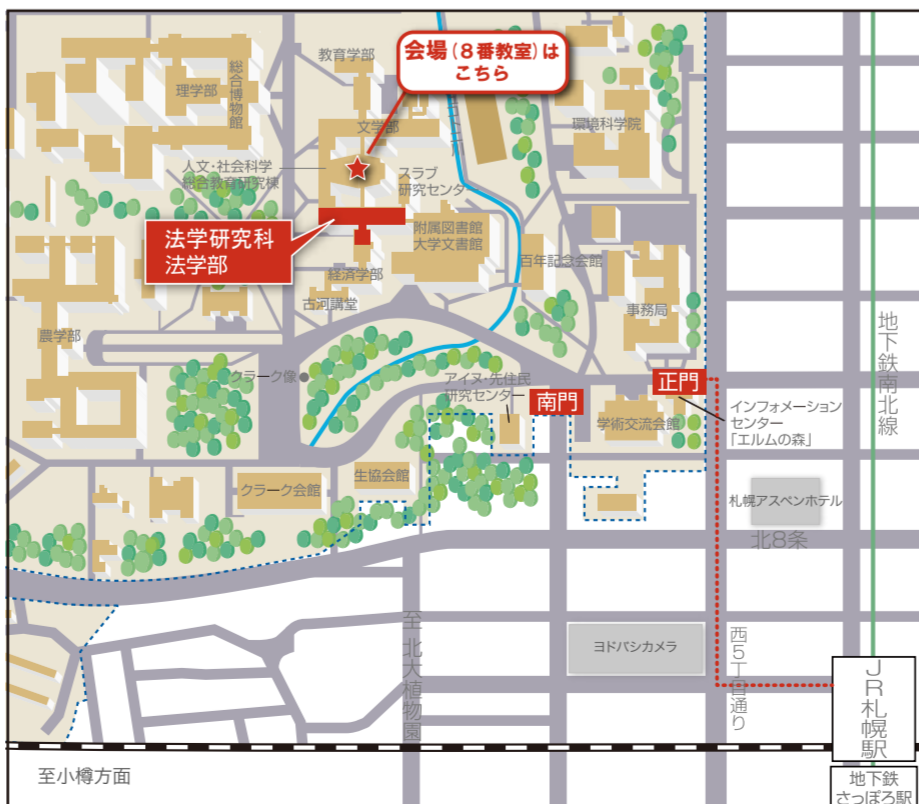 会場(8番教室)は
こちら
教育学部
総合博物館
理学部
文学部
環境科学院
人文・社会科学
総合教育研究棟
スラブ
研究センター
法学研究科
法学部
附属図書館
大学文書館
百年記念会館
経済学部
古河講堂
事務局
農学部
地下鉄南北線
クラーク像
アイヌ・先住民
研究センター
南門
正門
学術交流会館
インフォメーション
センター
「エルムの森」
生協会館
クラーク会館
札幌アスペンホテル
北8条
至 北大植物園
ヨドバシカメラ
西5丁目通り
JR札幌駅
至小樽方面
地下鉄
さっぽろ駅